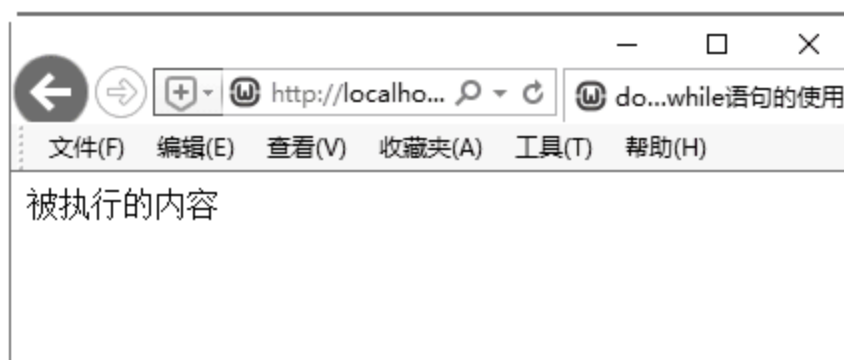 http://localho... do...while语句的使用
文件(F) 编辑(E) 查看(V) 收藏夹(A) 工具(T) 帮助(H)
被执行的内容